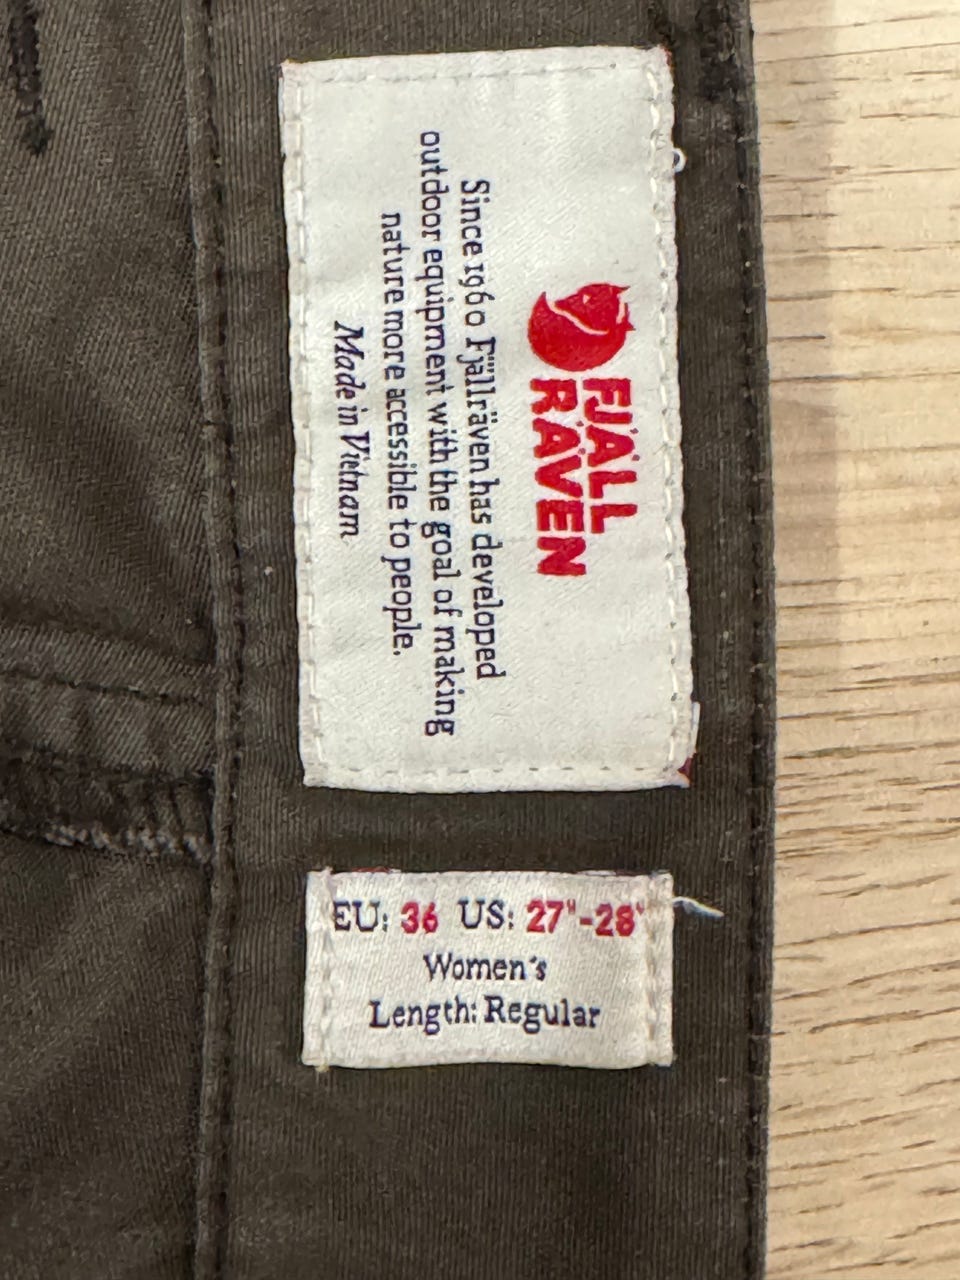 FJÄLL
RÄVEN
Since 1960 Fjällräven has developed
outdoor equipment with the goal of making
nature more accessible to people.
Made in Vietnam
EU: 36 US: 27"-28"
Women's
Length: Regular